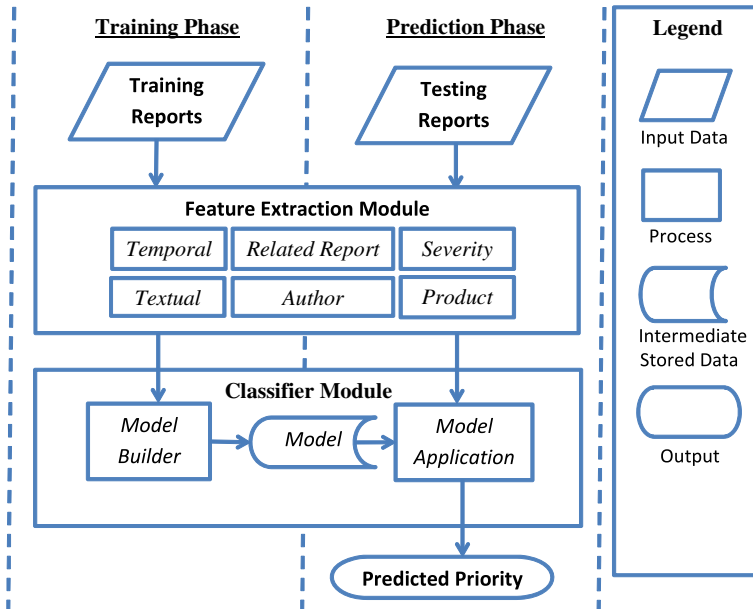 Training Phase
Prediction Phase
Legend
Training
Reports
Testing
Reports
Input Data
Feature Extraction Module
Temporal
Related Report
Severity
Textual
Author
Product
Process
Intermediate
Stored Data
Classifier Module
Model
Builder
Model
Model
Application
Output
Predicted Priority